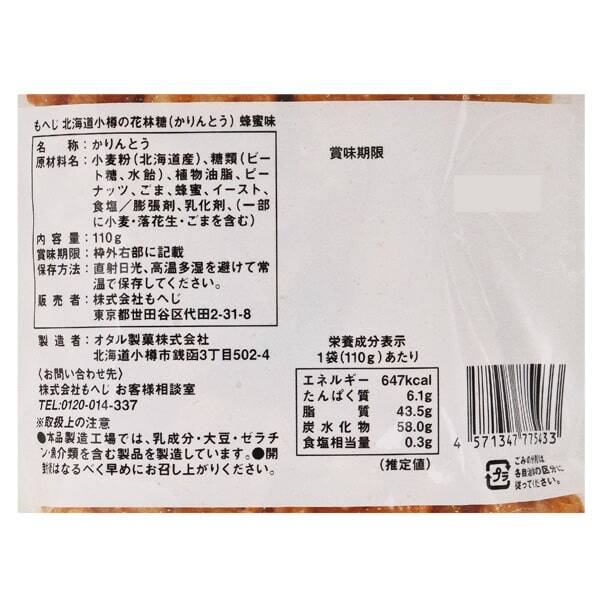 もへじ 北海道小樽の花林糖(かりんとう) 蜂蜜味
名称:かりんとう
原材料名:小麦粉(北海道産)、糖類(ビー
ト糖、水飴)、植物油脂、ピー
ナッツ、ごま、蜂蜜、イースト、
食塩/膨張剤、乳化剤、(一部
に小麦・落花生・ごまを含む)
内容量:110g
賞味期限:枠外右部に記載
保存方法:直射日光、高温多湿を避けて常
温で保存してください。
販売者:株式会社もへじ
東京都世田谷区代田2-31-8
製造者:オタル製菓株式会社
北海道小樽市銭函3丁目502-4
〈お問い合わせ先〉
株式会社もへじ お客様相談室
TEL:0120-014-337
※取扱上の注意
●本品製造工場では、乳成分・大豆・ゼラチ
ン・魚介類を含む製品を製造しています。●開
封後はなるべく早めにお召し上がりください。
賞味期限
栄養成分表示
1袋(110g)あたり
エネルギー 647kcal
たんぱく質 6.1g
脂質 43.5g
炭水化物 58.0g
食塩相当量 0.3g
(推定値)
4 571347 775433
プラ
ごみの分別は
各自治体の区分に
従ってください。